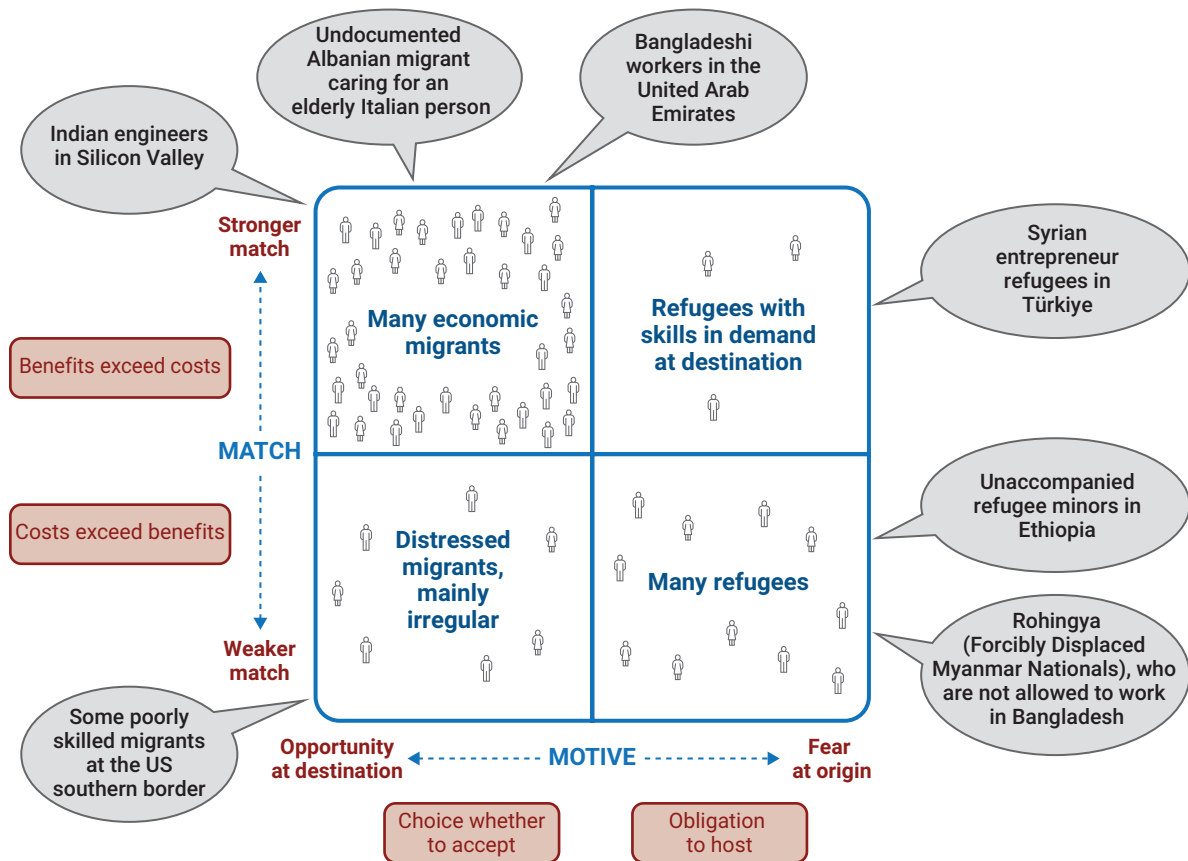 Undocumented
Albanian migrant
caring for an
elderly Italian person
Bangladeshi
workers in the
United Arab
Emirates
Indian engineers
in Silicon Valley
Stronger
match
Syrian
entrepreneur
refugees in
Türkiye
Many economic
migrants
Refugees with
skills in demand
at destination
Benefits exceed costs
MATCH
Costs exceed benefits
Unaccompanied
refugee minors in
Ethiopia
Distressed
migrants,
mainly
irregular
Many refugees
Weaker
match
Rohingya
(Forcibly Displaced
Myanmar Nationals), who
are not allowed to work
in Bangladesh
Some poorly
skilled migrants
at the US
southern border
Opportunity
at destination
MOTIVE
Fear
at origin
Choice whether
to accept
Obligation
to host